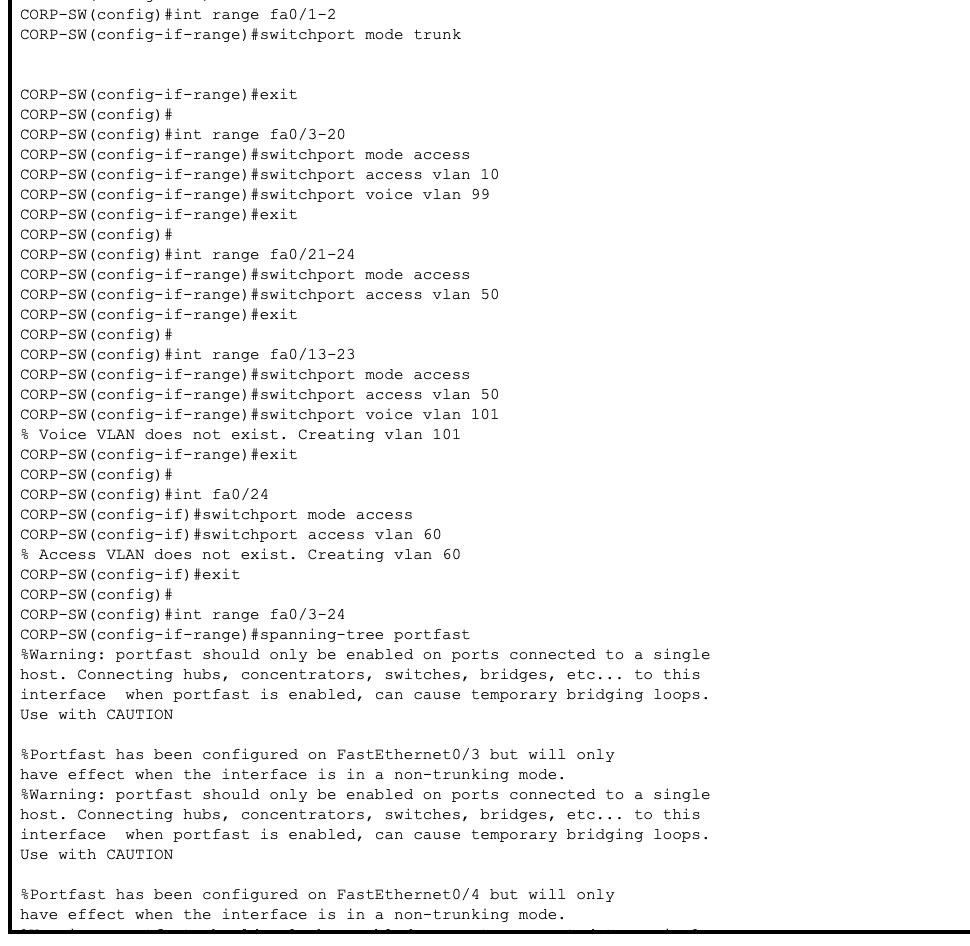 CORP-SW(config)#int range fa0/1-2
CORP-SW(config-if-range)#switchport mode trunk
CORP-SW(config-if-range)#exit
CORP-SW(config)#
CORP-SW(config)#int range fa0/3-20
CORP-SW(config-if-range)#switchport mode access
CORP-SW(config-if-range)#switchport access vlan 10
CORP-SW(config-if-range)#switchport voice vlan 99
CORP-SW(config-if-range)#exit
CORP-SW(config)#
CORP-SW(config)#int range fa0/21-24
CORP-SW(config-if-range)#switchport mode access
CORP-SW(config-if-range)#switchport access vlan 50
CORP-SW(config-if-range)#exit
CORP-SW(config)#
CORP-SW(config)#int range fa0/13-23
CORP-SW(config-if-range)#switchport mode access
CORP-SW(config-if-range)#switchport access vlan 50
CORP-SW(config-if-range)#switchport voice vlan 101
% Voice VLAN does not exist. Creating vlan 101
CORP-SW(config-if-range)#exit
CORP-SW(config)#
CORP-SW(config)#int fa0/24
CORP-SW(config-if)#switchport mode access
CORP-SW(config-if)#switchport access vlan 60
% Access VLAN does not exist. Creating vlan 60
CORP-SW(config-if)#exit
CORP-SW(config)#
CORP-SW(config)#int range fa0/3-24
CORP-SW(config-if-range)#spanning-tree portfast
%Warning: portfast should only be enabled on ports connected to a single
host. Connecting hubs, concentrators, switches, bridges, etc... to this
interface  when portfast is enabled, can cause temporary bridging loops.
Use with CAUTION
%Portfast has been configured on FastEthernet0/3 but will only
have effect when the interface is in a non-trunking mode.
%Warning: portfast should only be enabled on ports connected to a single
host. Connecting hubs, concentrators, switches, bridges, etc... to this
interface  when portfast is enabled, can cause temporary bridging loops.
Use with CAUTION
%Portfast has been configured on FastEthernet0/4 but will only
have effect when the interface is in a non-trunking mode.